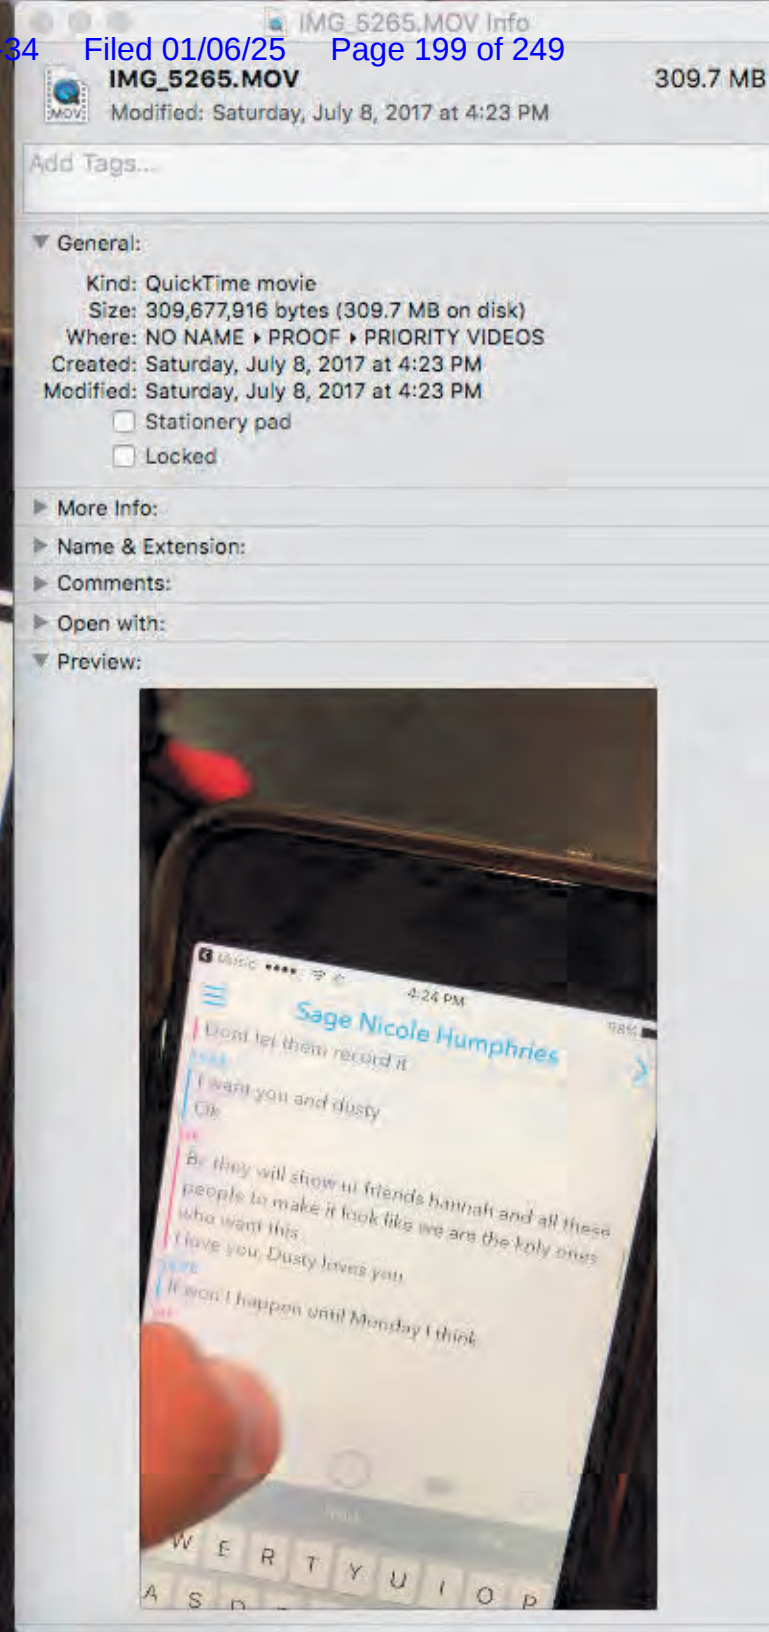 IMG_5265.MOV Info
-34 Filed 01/06/25 Page 199 of 249
IMG_5265.MOV 309.7 MB
MOV
Modified: Saturday, July 8, 2017 at 4:23 PM
Add Tags...
General:
Kind: QuickTime movie
Size: 309,677,916 bytes (309.7 MB on disk)
Where: NO NAME ▸ PROOF ▸ PRIORITY VIDEOS
Created: Saturday, July 8, 2017 at 4:23 PM
Modified: Saturday, July 8, 2017 at 4:23 PM
Stationery pad
Locked
More Info:
Name & Extension:
Comments:
Open with:
Preview:
Music 4:24 PM 98%
Sage Nicole Humphries
Dont let them record it
I want you and dusty
Ok
ME
Bc they will show ur friends hannah and all these
people to make it look like we are the knly ones
who want this
I love you. Dusty loves you
It won t happen until Monday I think
ME
W E R T Y U I O P
A S D